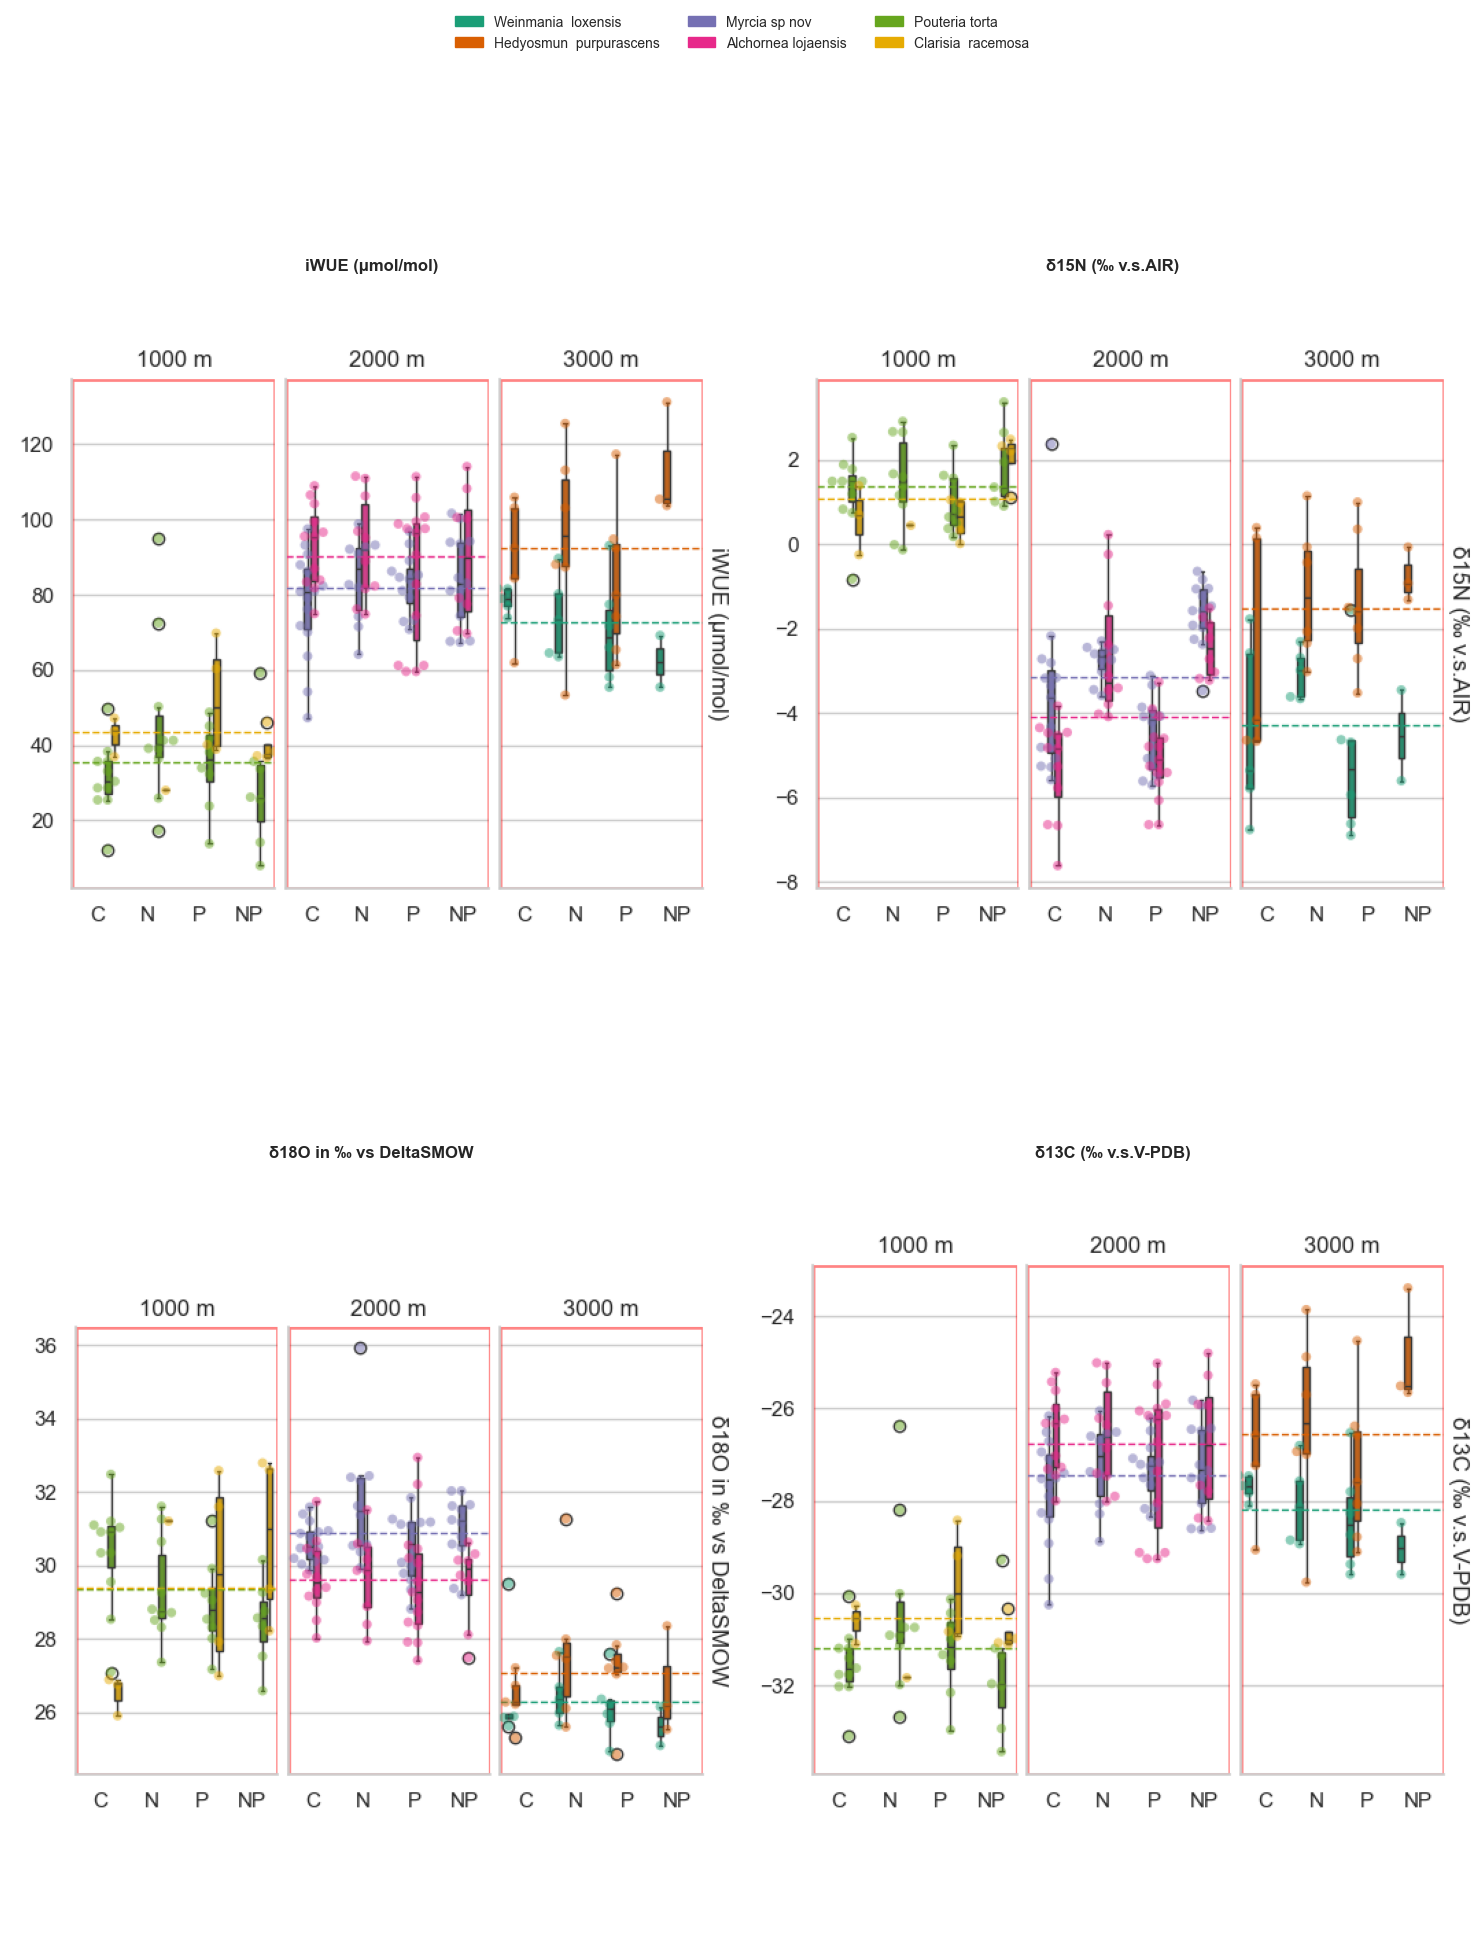 Weinmania  loxensis
Hedyosmun  purpurascens
Myrcia sp nov
Alchornea lojaensis
Pouteria torta
Clarisia  racemosa
iWUE (μmol/mol)
1000 m
2000 m
3000 m
120
100
80
60
40
20
C N P NP
C N P NP
C N P NP
iWUE (μmol/mol)
δ15N (‰ v.s.AIR)
1000 m
2000 m
3000 m
2
0
−2
−4
−6
−8
C N P NP
C N P NP
C N P NP
δ15N (‰ v.s.AIR)
δ18O in ‰ vs DeltaSMOW
1000 m
2000 m
3000 m
36
34
32
30
28
26
C N P NP
C N P NP
C N P NP
δ18O in ‰ vs DeltaSMOW
δ13C (‰ v.s.V-PDB)
1000 m
2000 m
3000 m
−24
−26
−28
−30
−32
C N P NP
C N P NP
C N P NP
δ13C (‰ v.s.V-PDB)